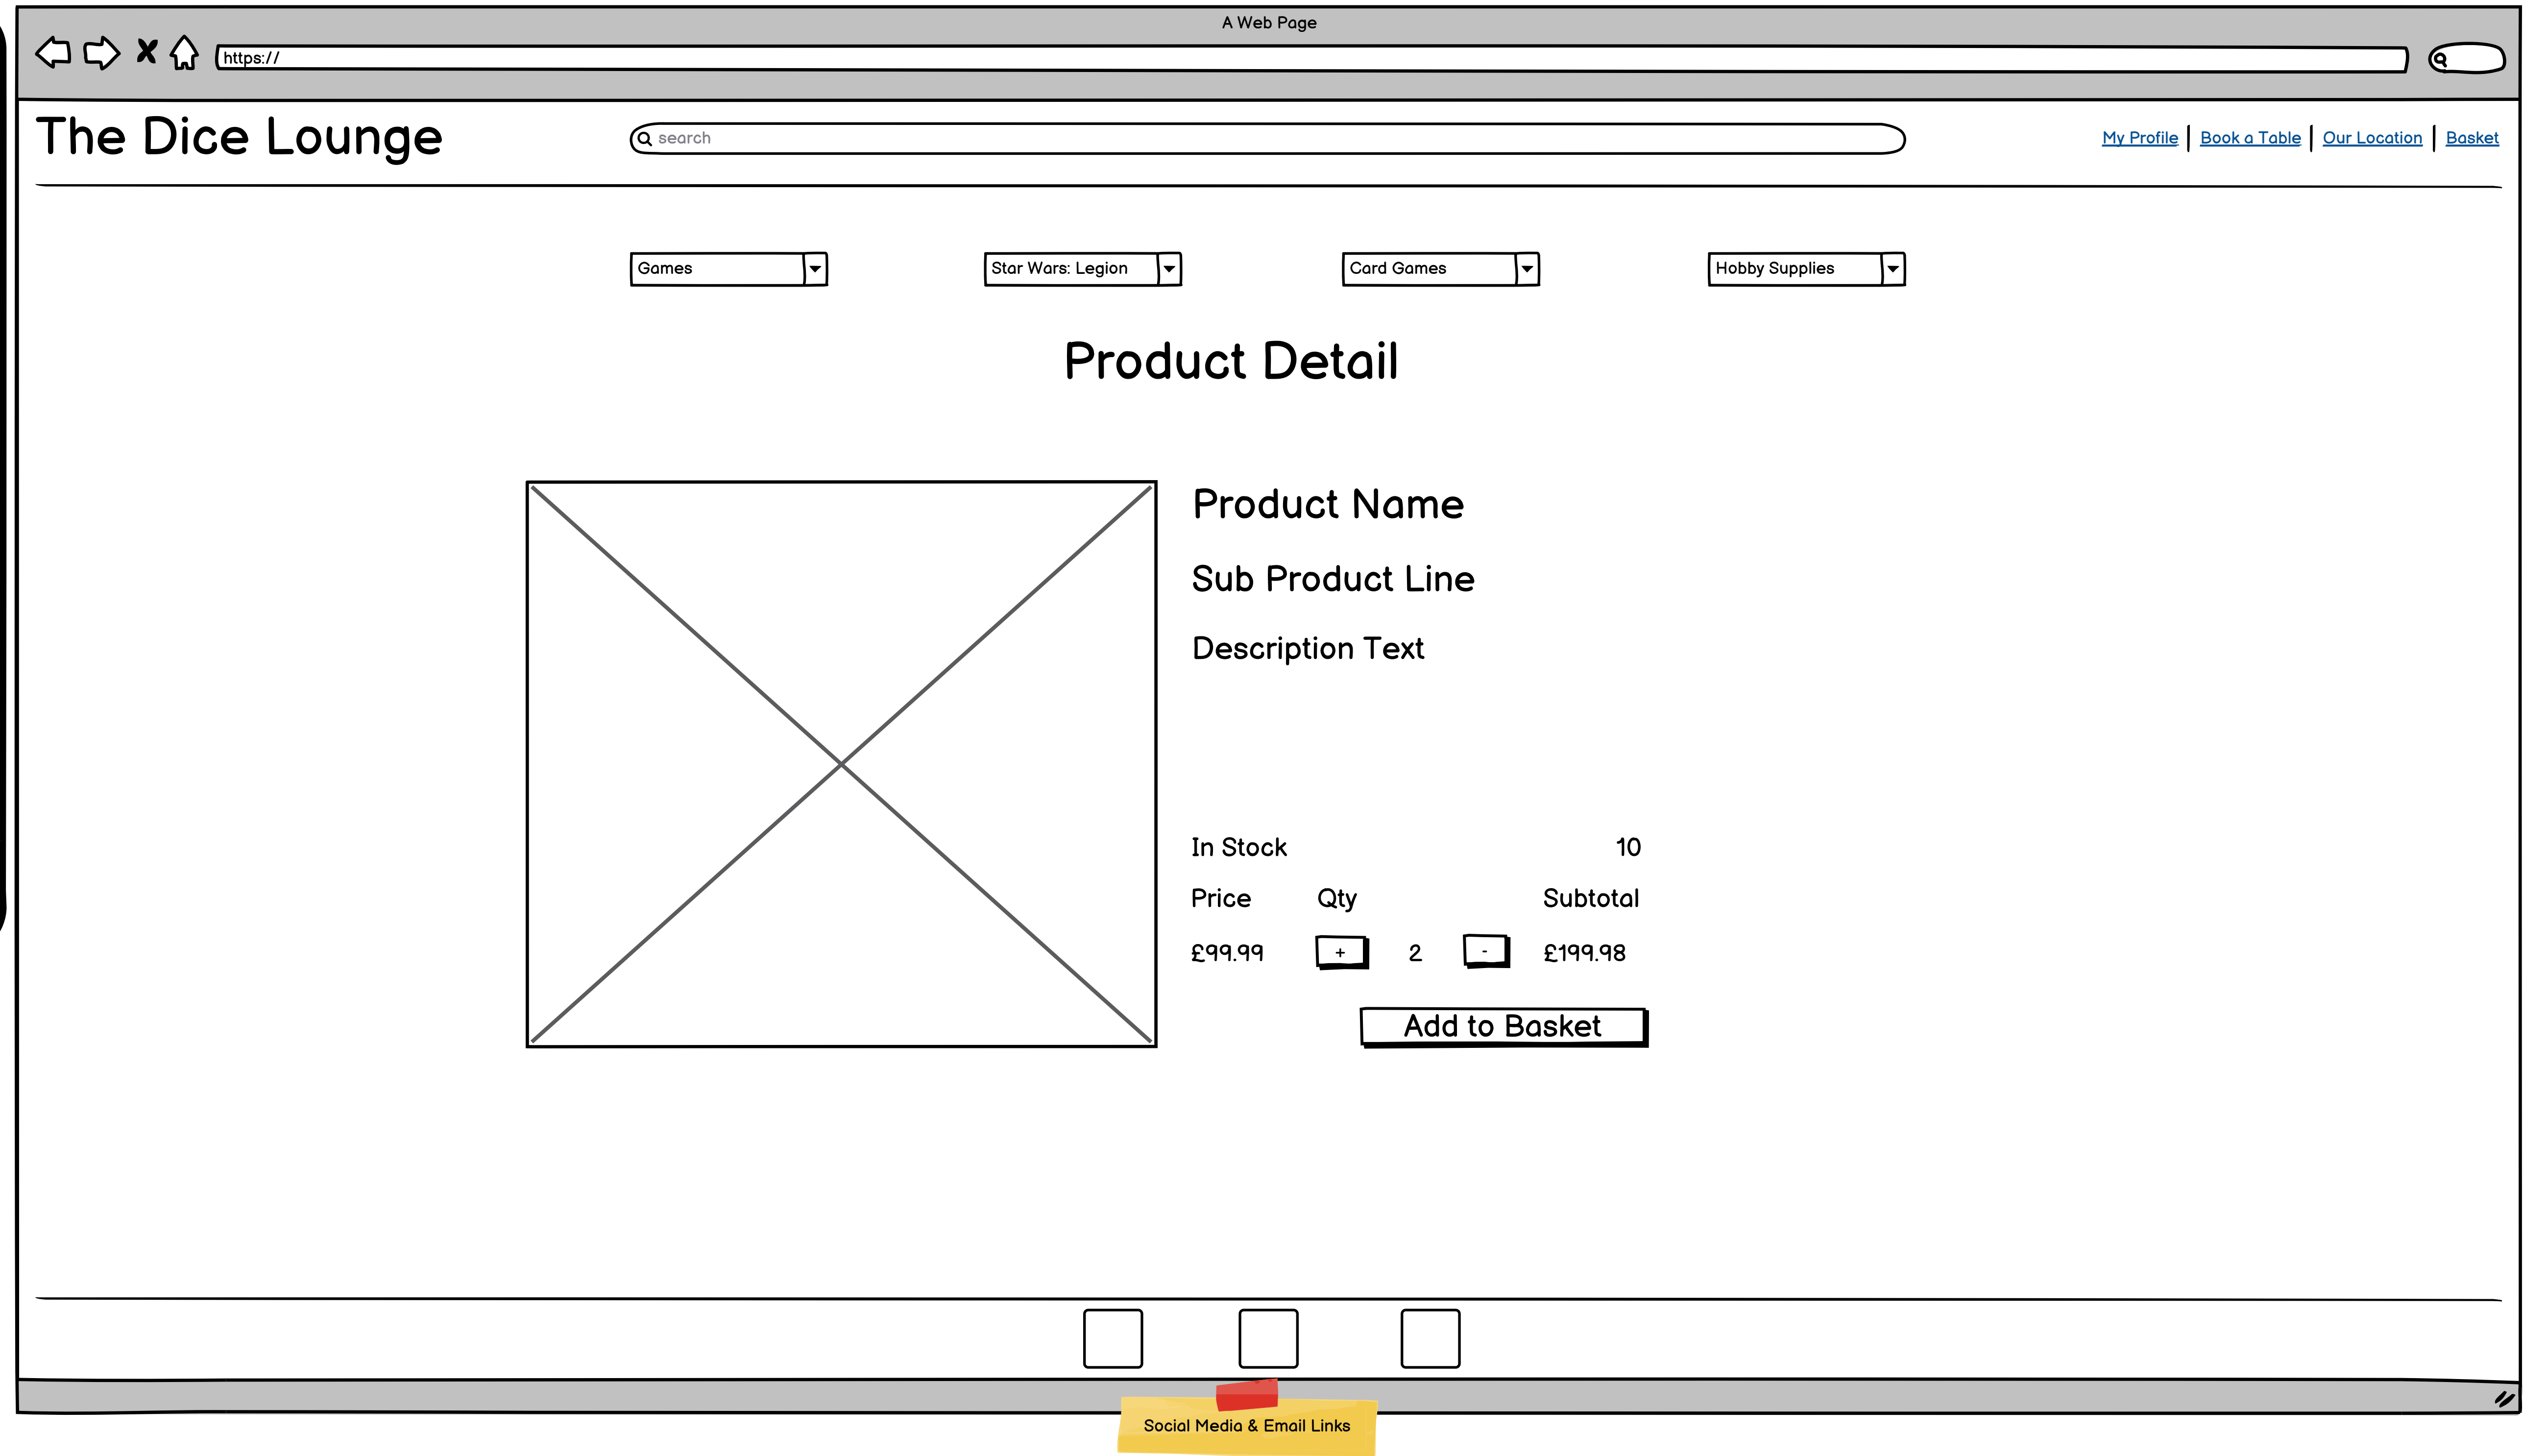 A Web Page
https://
The Dice Lounge
search
My Profile | Book a Table | Our Location | Basket
Games
Star Wars: Legion
Card Games
Hobby Supplies
Product Detail
Product Name
Sub Product Line
Description Text
In Stock 10
Price Qty Subtotal
£99.99 + 2 - £199.98
Add to Basket
Social Media & Email Links